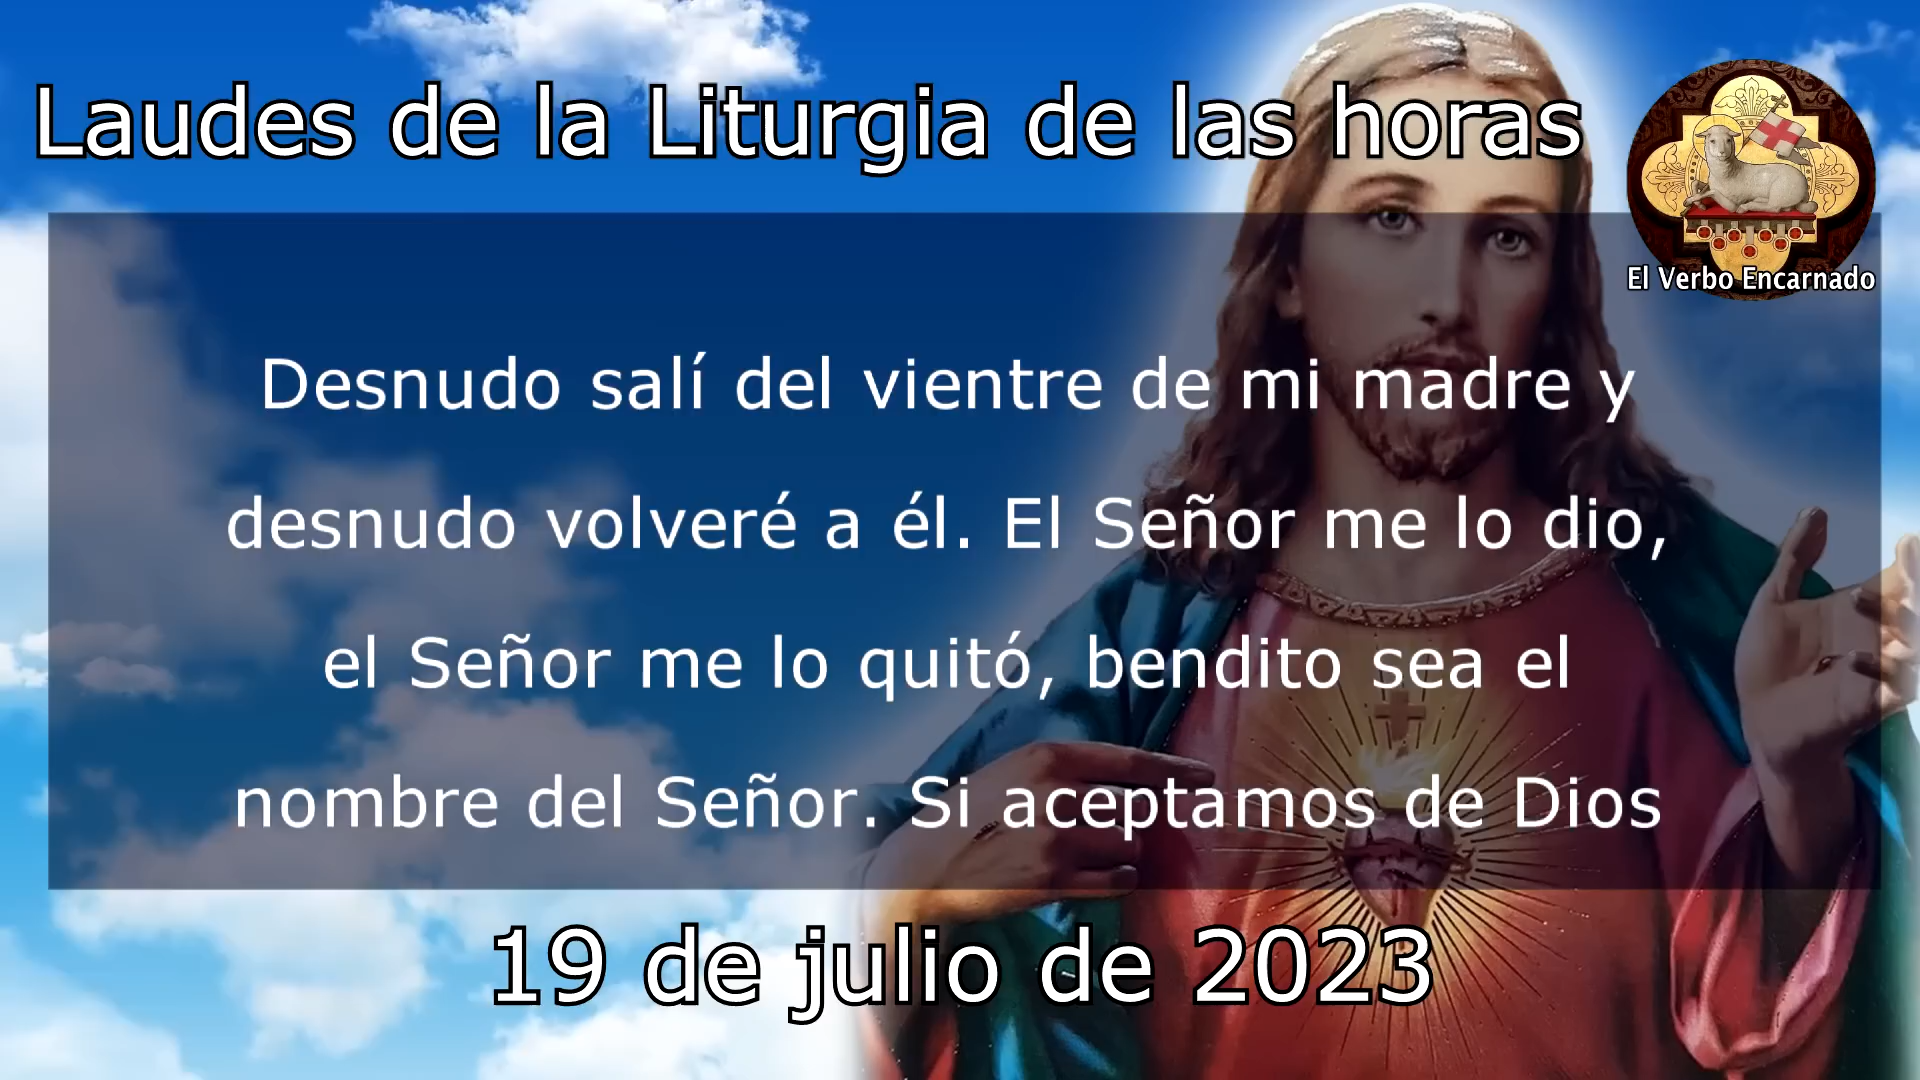 Laudes de la Liturgia de las horas
El Verbo Encarnado
Desnudo salí del vientre de mi madre y
desnudo volveré a él. El Señor me lo dio,
el Señor me lo quitó, bendito sea el
nombre del Señor. Si aceptamos de Dios
19 de julio de 2023